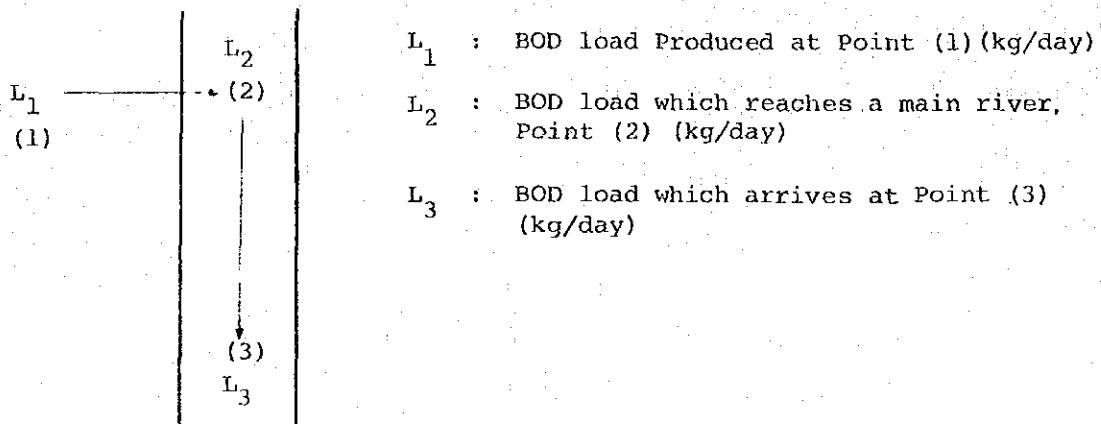 L2
(2)
L1
(1)
(3)
L3
L1 : BOD load Produced at Point (1) (kg/day)
L2 : BOD load which reaches a main river,
Point (2) (kg/day)
L3 : BOD load which arrives at Point (3)
(kg/day)